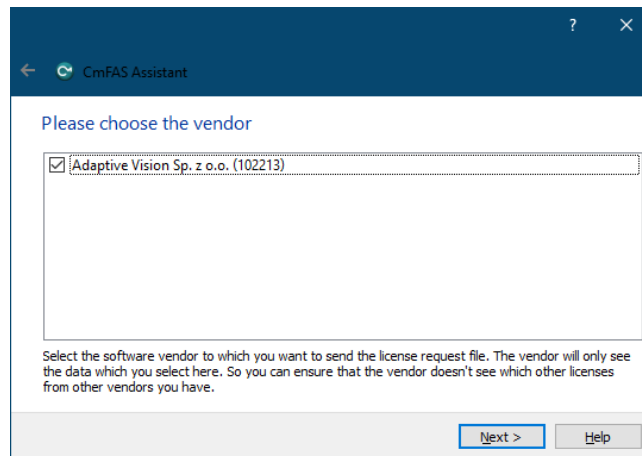 ?
CmFAS Assistant
Please choose the vendor
Adaptive Vision Sp. z o.o. (102213)
Select the software vendor to which you want to send the license request file. The vendor will only see
the data which you select here. So you can ensure that the vendor doesn't see which other licenses
from other vendors you have.
Next >
Help